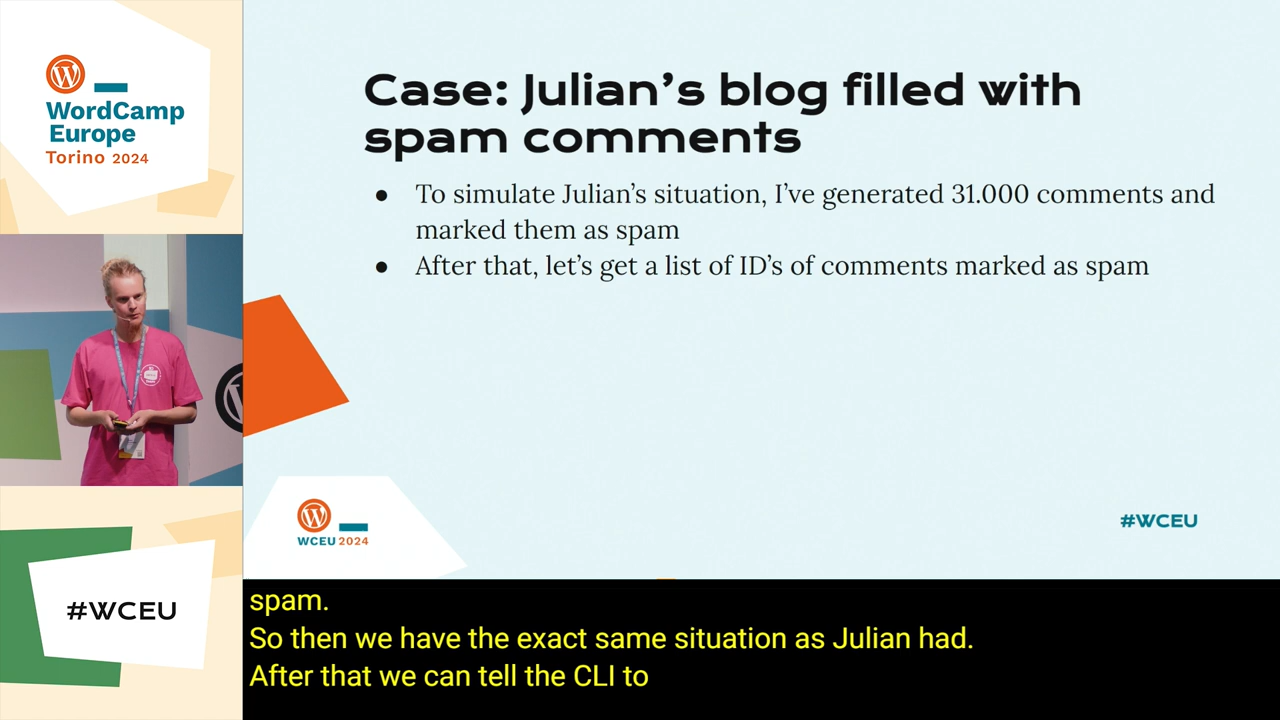 WordCamp
Europe
Torino 2024
Case: Julian's blog filled with
spam comments
● To simulate Julian's situation, I've generated 31.000 comments and
marked them as spam
● After that, let's get a list of ID's of comments marked as spam
WCEU 2024
#WCEU
#WCEU
spam.
So then we have the exact same situation as Julian had.
After that we can tell the CLI to